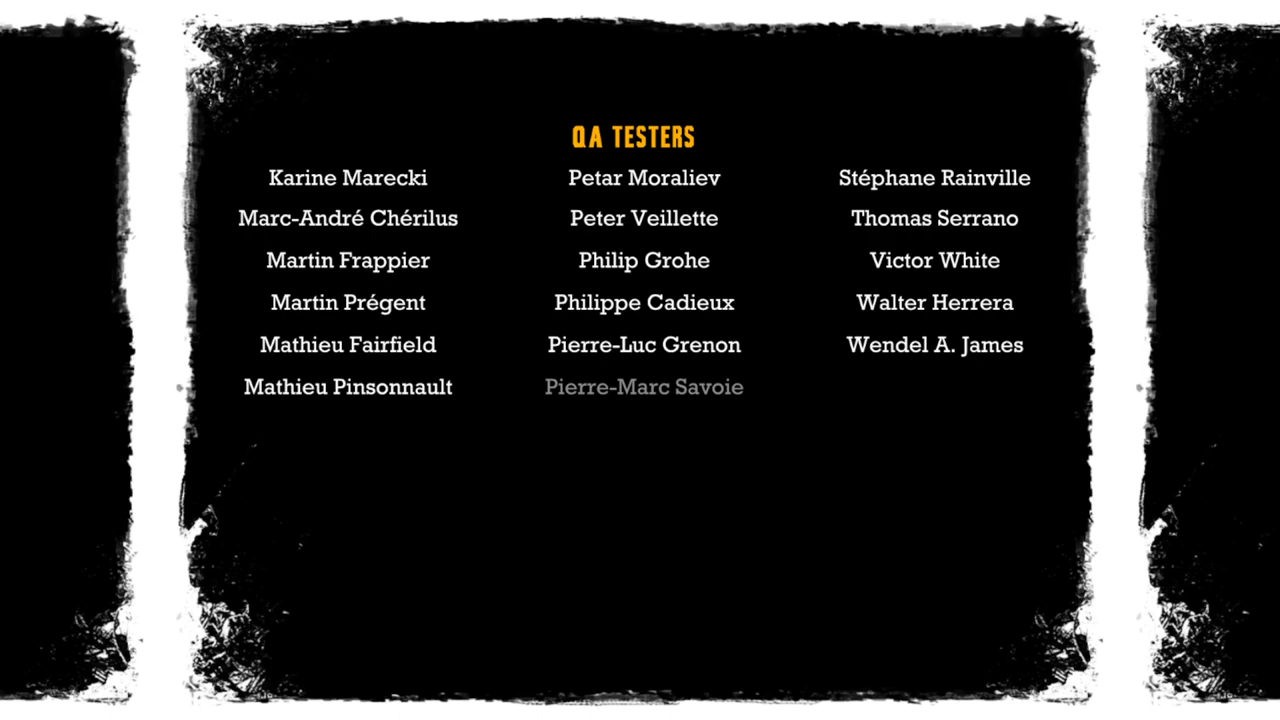 QA TESTERS
Karine Marecki
Marc-André Chérilus
Martin Frappier
Martin Prégent
Mathieu Fairfield
Mathieu Pinsonnault
Petar Moraliev
Peter Veillette
Philip Grohe
Philippe Cadieux
Pierre-Luc Grenon
Pierre-Marc Savoie
Stéphane Rainville
Thomas Serrano
Victor White
Walter Herrera
Wendel A. James